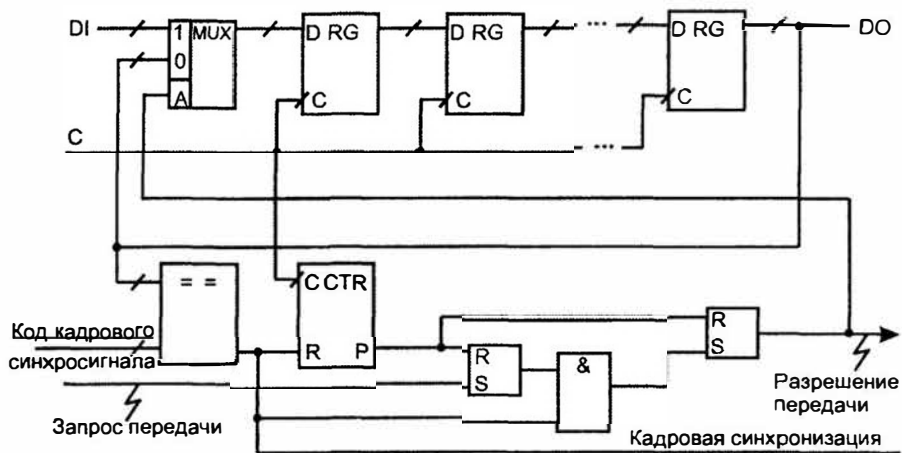 DI
1 MUX
0
A
D RG
C
D RG
C
...
D RG
C
DO
C
...
= =
C CTR
R P
Код кадрового
синхросигнала
R
S
&
R
S
Запрос передачи
Разрешение
передачи
Кадровая синхронизация